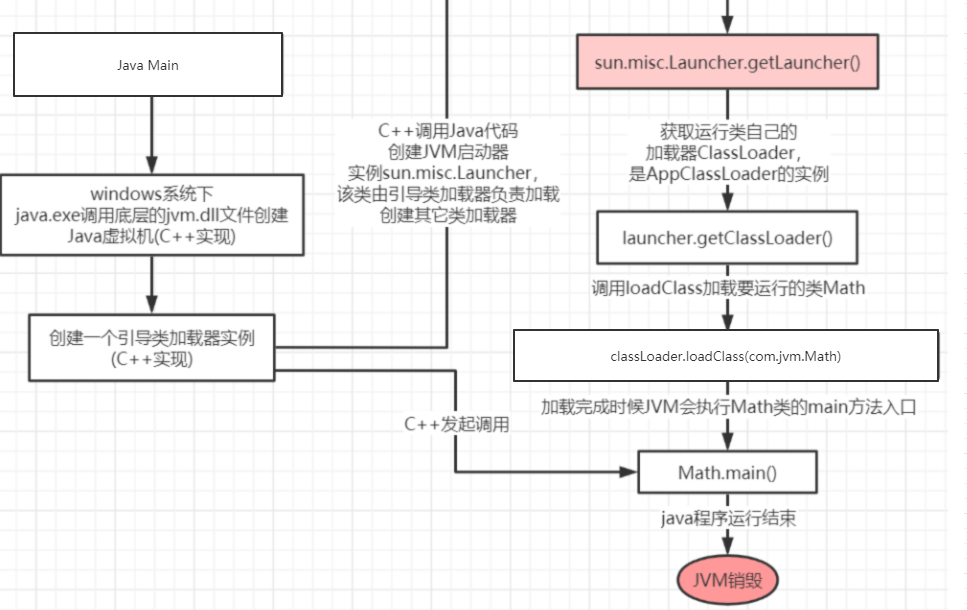 Java Main
windows系统下
java.exe调用底层的jvm.dll文件创建
Java虚拟机(C++实现)
创建一个引导类加载器实例
(C++实现)
C++调用Java代码
创建JVM启动器
实例sun.misc.Launcher，
该类由引导类加载器负责加载
创建其它类加载器
C++发起调用
sun.misc.Launcher.getLauncher()
获取运行类自己的
加载器ClassLoader，
是AppClassLoader的实例
launcher.getClassLoader()
调用loadClass加载要运行的类Math
classLoader.loadClass(com.jvm.Math)
加载完成时候JVM会执行Math类的main方法入口
Math.main()
java程序运行结束
JVM销毁